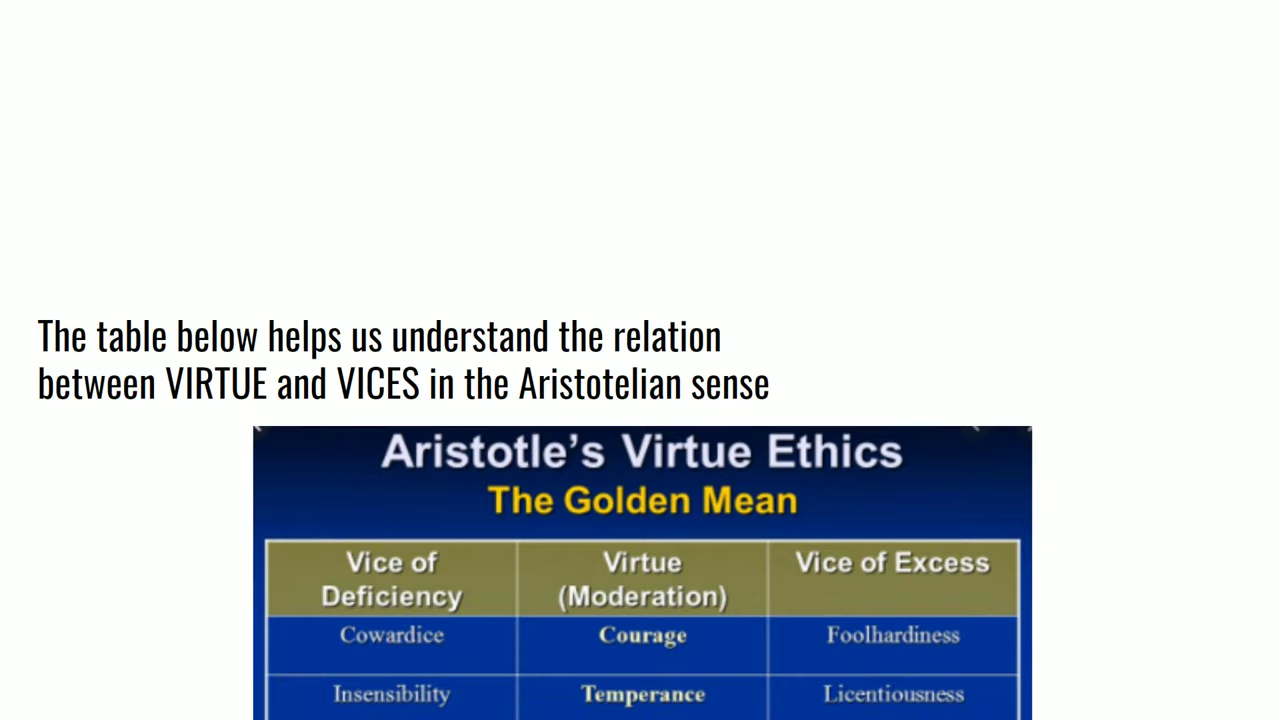 The table below helps us understand the relation
between VIRTUE and VICES in the Aristotelian sense
Aristotle's Virtue Ethics
The Golden Mean
Vice of Deficiency Virtue (Moderation) Vice of Excess
Cowardice Courage Foolhardiness
Insensibility Temperance Licentiousness